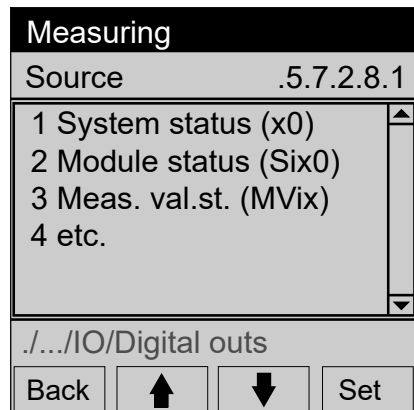 Measuring
Source .5.7.2.8.1
1 System status (x0)
2 Module status (Six0)
3 Meas. val.st. (MVix)
4 etc.
./.../IO/Digital outs
Back Set